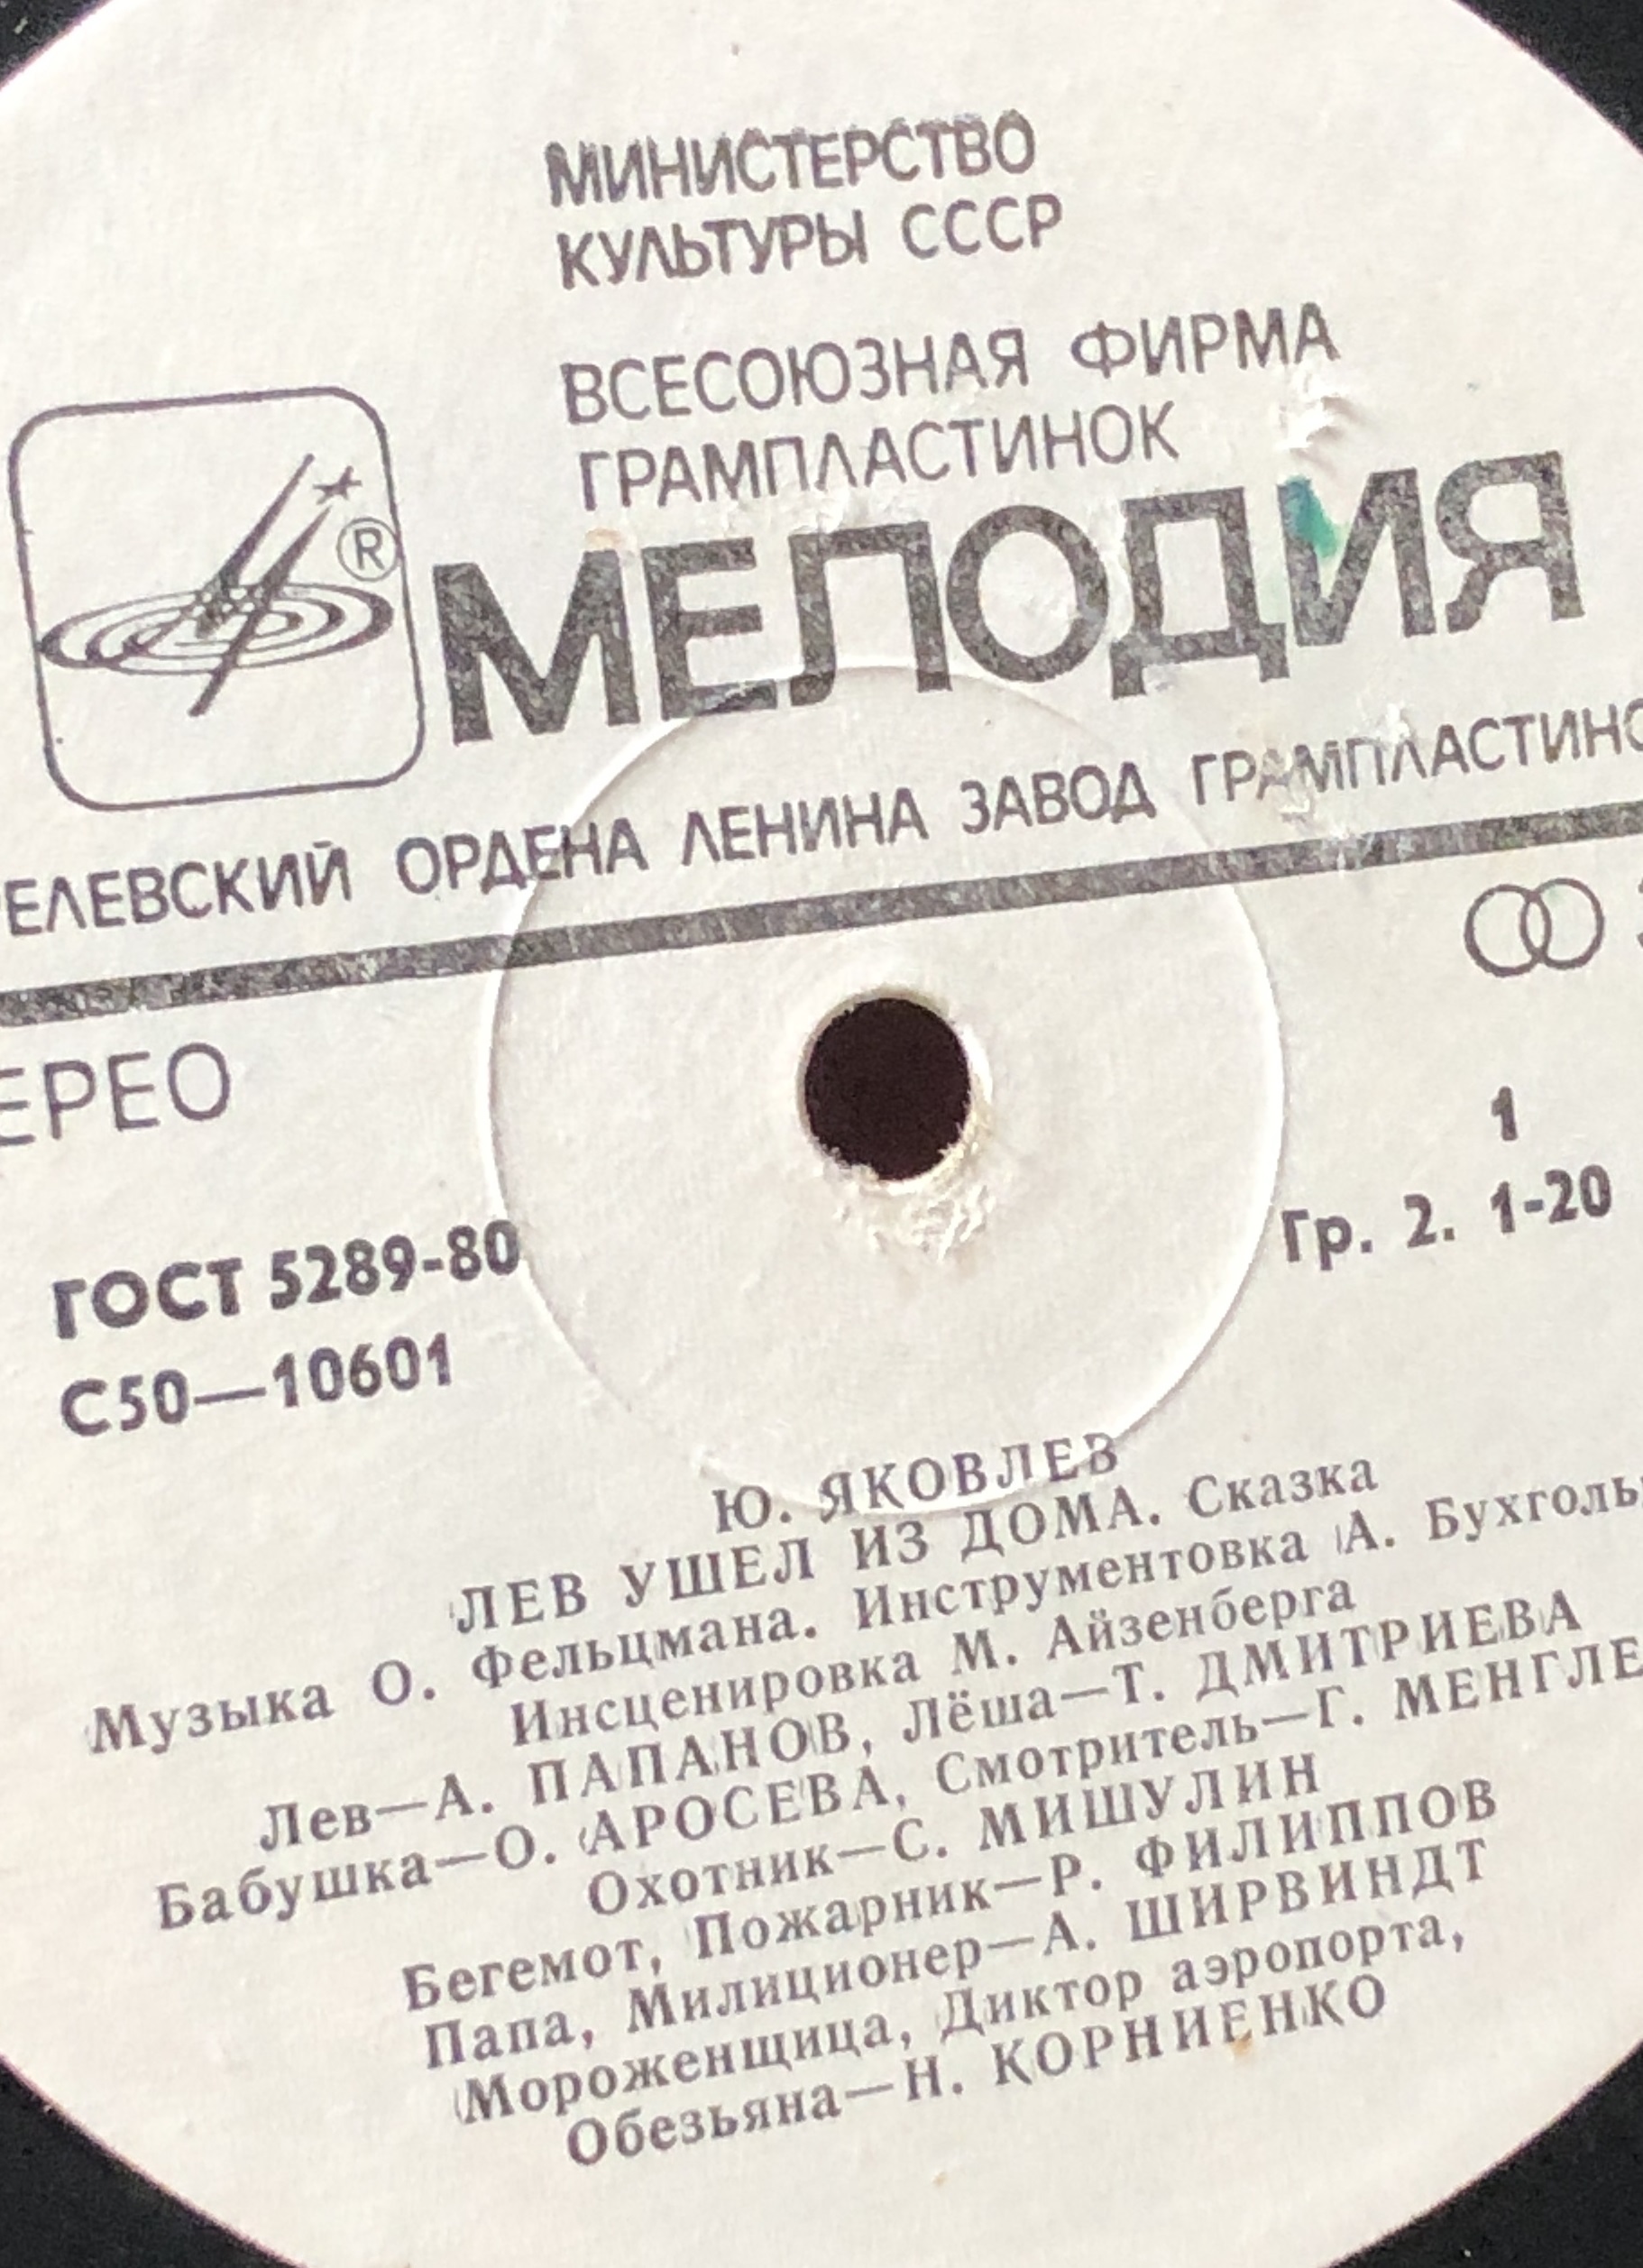 МИНИСТЕРСТВО
КУЛЬТУРЫ СССР
ВСЕСОЮЗНАЯ ФИРМА
ГРАМПЛАСТИНОК
®
МЕЛОДИЯ
ЕЛЕВСКИЙ ОРДЕНА ЛЕНИНА ЗАВОД ГРАМПЛАСТИНО
ЕРЕО
1
ГОСТ 5289-80
Гр. 2. 1-20
С50—10601
Ю. ЯКОВЛЕВ
ЛЕВ УШЕЛ ИЗ ДОМА. Сказка
Музыка О. Фельцмана. Инструментовка А. Бухголь
Инсценировка М. Айзенберга
Лев—А. ПАПАНОВ, Лёша—Т. ДМИТРИЕВА
Бабушка—О. АРОСЕВА, Смотритель—Г. МЕНГЛЕ
Охотник—С. МИШУЛИН
Бегемот, Пожарник—Р. ФИЛИППОВ
Папа, Милиционер—А. ШИРВИНДТ
Мороженщица, Диктор аэропорта,
Обезьяна—Н. КОРНИЕНКО